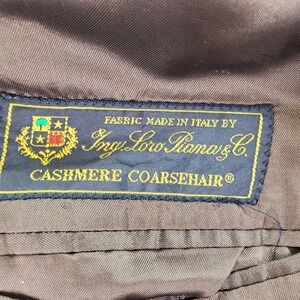 FABRIC MADE IN ITALY BY
Ing. Loro Piana & C.
CASHMERE COARSEHAIR®